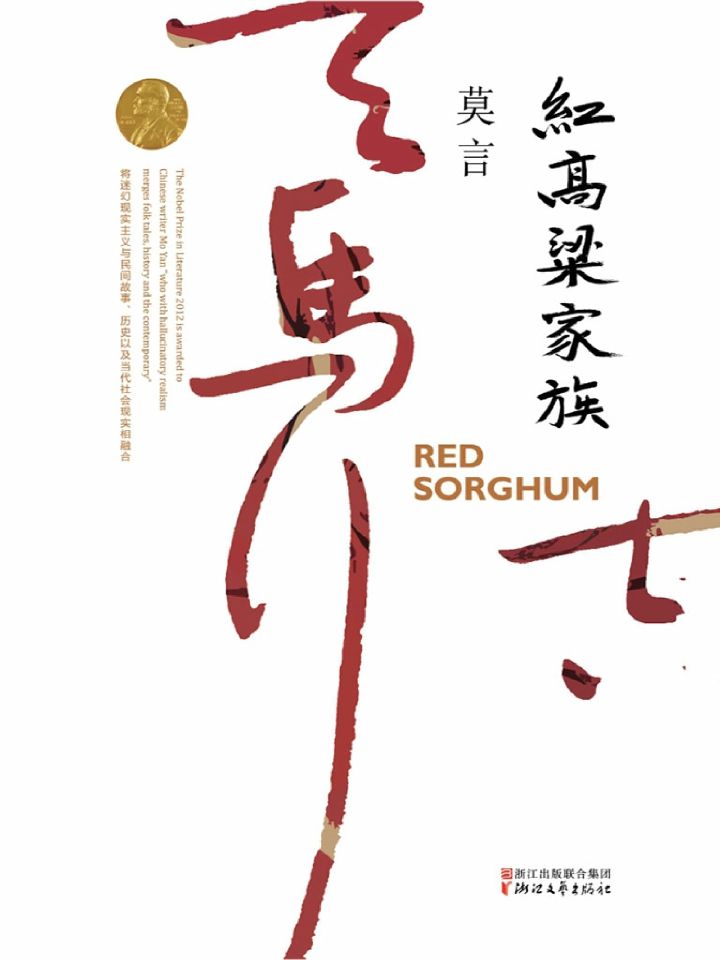 紅高粱家族
莫言
RED
SORGHUM
天馬行
The Nobel Prize in Literature 2012 is awarded to
Chinese writer Mo Yan "who with hallucinatory realism
merges folk tales, history and the contemporary"
将迷幻现实主义与民间故事、历史以及当代社会现实相融合
浙江出版联合集团
浙江文艺出版社